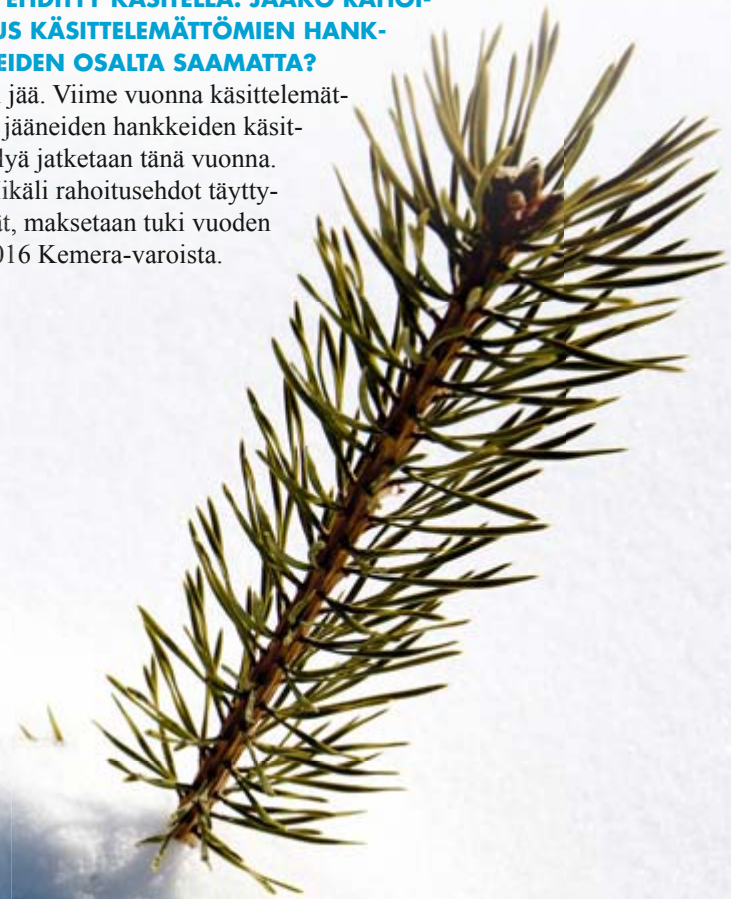 EHDITTY KÄSITELLÄ. JÄÄKÖ RAHOI-
US KÄSITTELEMÄTTÖMIEN HANK-
EIDEN OSALTA SAAMATTA?
jää. Viime vuonna käsittelemät-
jääneiden hankkeiden käsit-
lyä jatketaan tänä vuonna.
ikäli rahoitusehdot täytty-
ät, maksetaan tuki vuoden
016 Kemera-varoista.